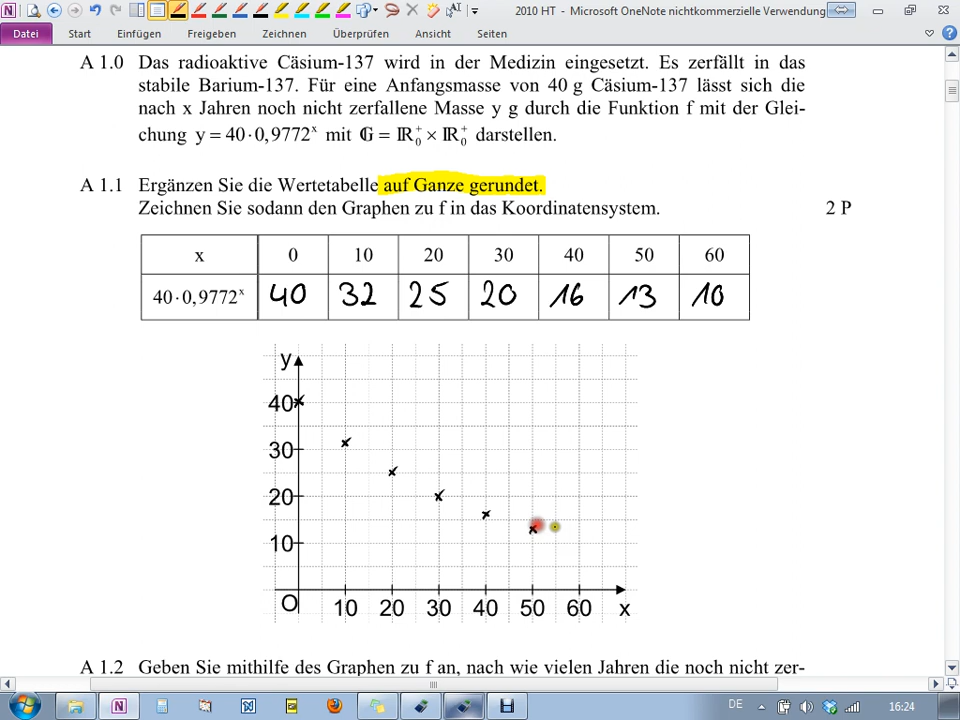 2010 HT - Microsoft OneNote nichtkommerzielle Verwendung
Datei Start Einfügen Freigeben Zeichnen Überprüfen Ansicht Seiten
A 1.0 Das radioaktive Cäsium-137 wird in der Medizin eingesetzt. Es zerfällt in das
stabile Barium-137. Für eine Anfangsmasse von 40 g Cäsium-137 lässt sich die
nach x Jahren noch nicht zerfallene Masse y g durch die Funktion f mit der Glei-
chung y = 40 · 0,9772ˣ mit 𝔾 = ℝ₀⁺ × ℝ₀⁺ darstellen.
A 1.1 Ergänzen Sie die Wertetabelle auf Ganze gerundet.
Zeichnen Sie sodann den Graphen zu f in das Koordinatensystem. 2 P
x 0 10 20 30 40 50 60
40 · 0,9772ˣ 40 32 25 20 16 13 10
y
40
30
20
10
O 10 20 30 40 50 60 x
A 1.2 Geben Sie mithilfe des Graphen zu f an, nach wie vielen Jahren die noch nicht zer-
DE 16:24